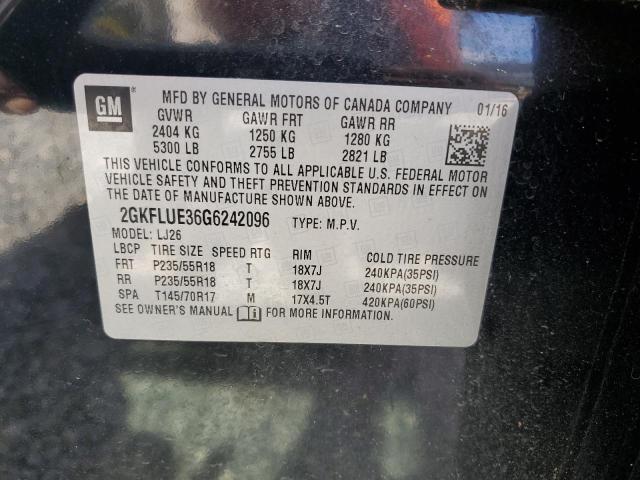 GM
MFD BY GENERAL MOTORS OF CANADA COMPANY 01/16
GVWR GAWR FRT GAWR RR
2404 KG 1250 KG 1280 KG
5300 LB 2755 LB 2821 LB
THIS VEHICLE CONFORMS TO ALL APPLICABLE U.S. FEDERAL MOTOR
VEHICLE SAFETY AND THEFT PREVENTION STANDARDS IN EFFECT ON
THE DATE OF MANUFACTURE SHOWN ABOVE.
2GKFLUE36G6242096 TYPE: M.P.V.
MODEL: LJ26
LBCP TIRE SIZE SPEED RTG RIM COLD TIRE PRESSURE
FRT P235/55R18 T 18X7J 240KPA(35PSI)
RR P235/55R18 T 18X7J 240KPA(35PSI)
SPA T145/70R17 M 17X4.5T 420KPA(60PSI)
SEE OWNER'S MANUAL FOR MORE INFORMATION.